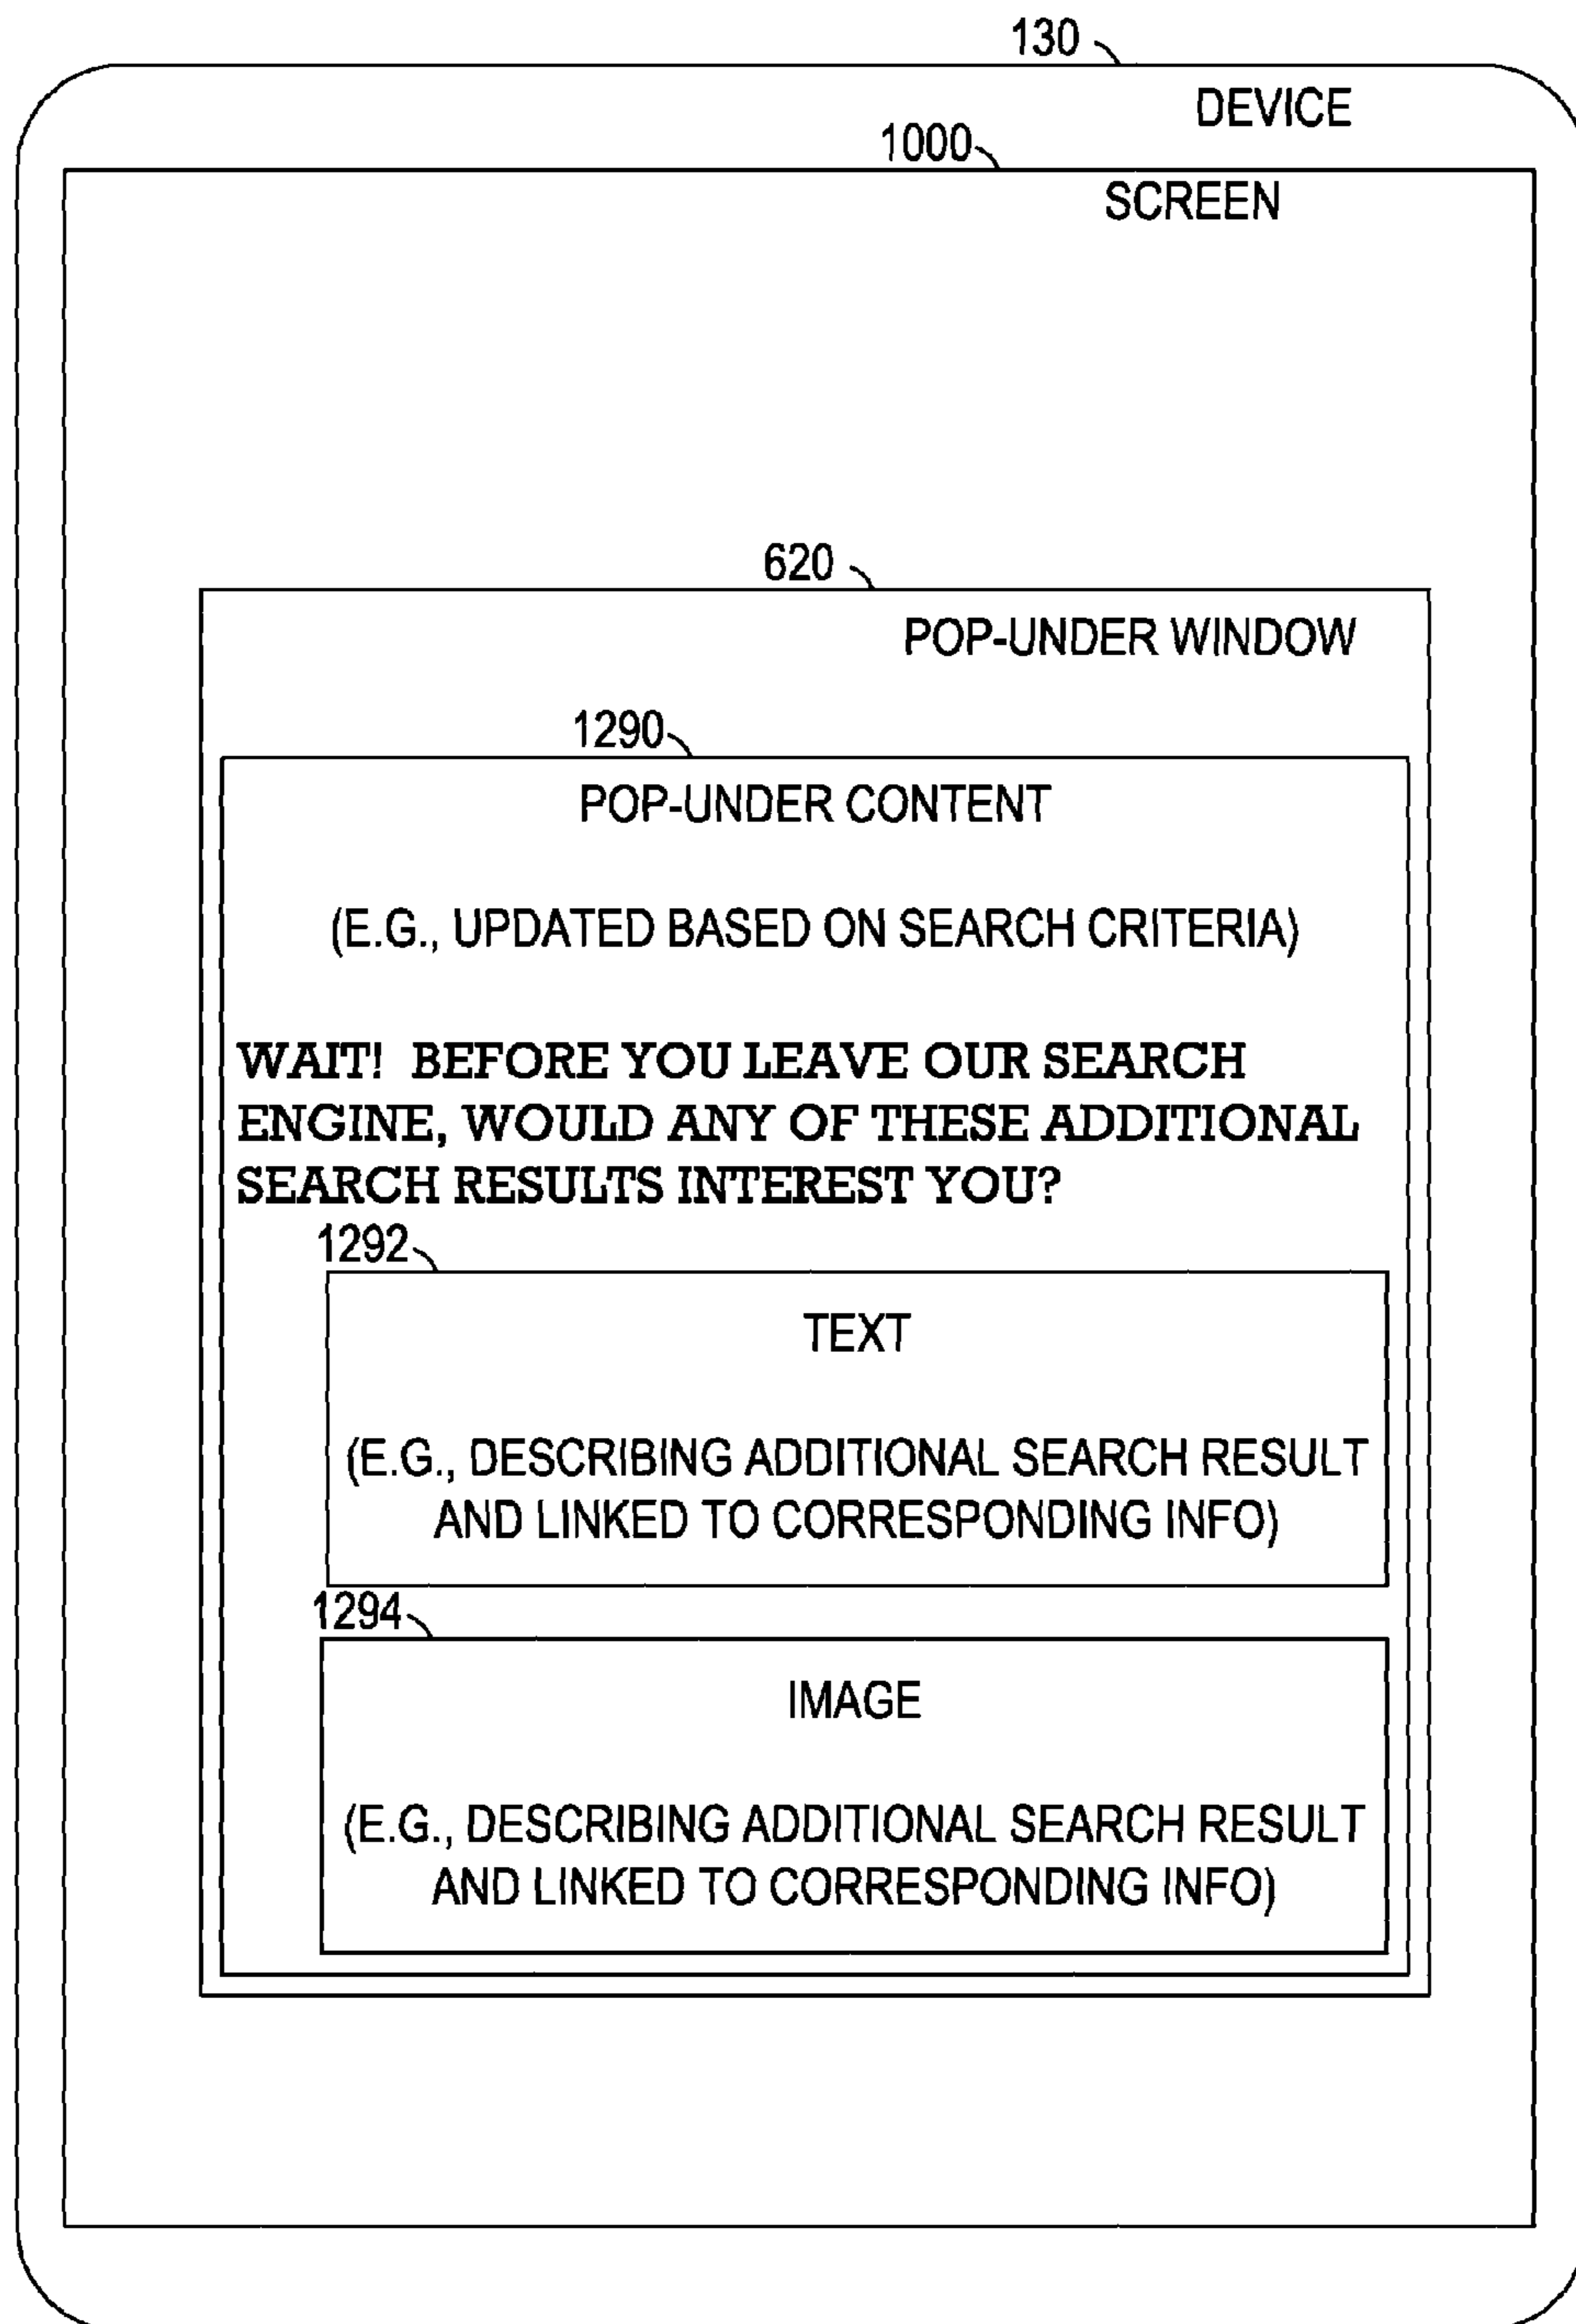 130
DEVICE
1000
SCREEN
620
POP-UNDER WINDOW
1290
POP-UNDER CONTENT
(E.G., UPDATED BASED ON SEARCH CRITERIA)
WAIT!  BEFORE YOU LEAVE OUR SEARCH
ENGINE, WOULD ANY OF THESE ADDITIONAL
SEARCH RESULTS INTEREST YOU?
1292
TEXT
(E.G., DESCRIBING ADDITIONAL SEARCH RESULT
AND LINKED TO CORRESPONDING INFO)
1294
IMAGE
(E.G., DESCRIBING ADDITIONAL SEARCH RESULT
AND LINKED TO CORRESPONDING INFO)